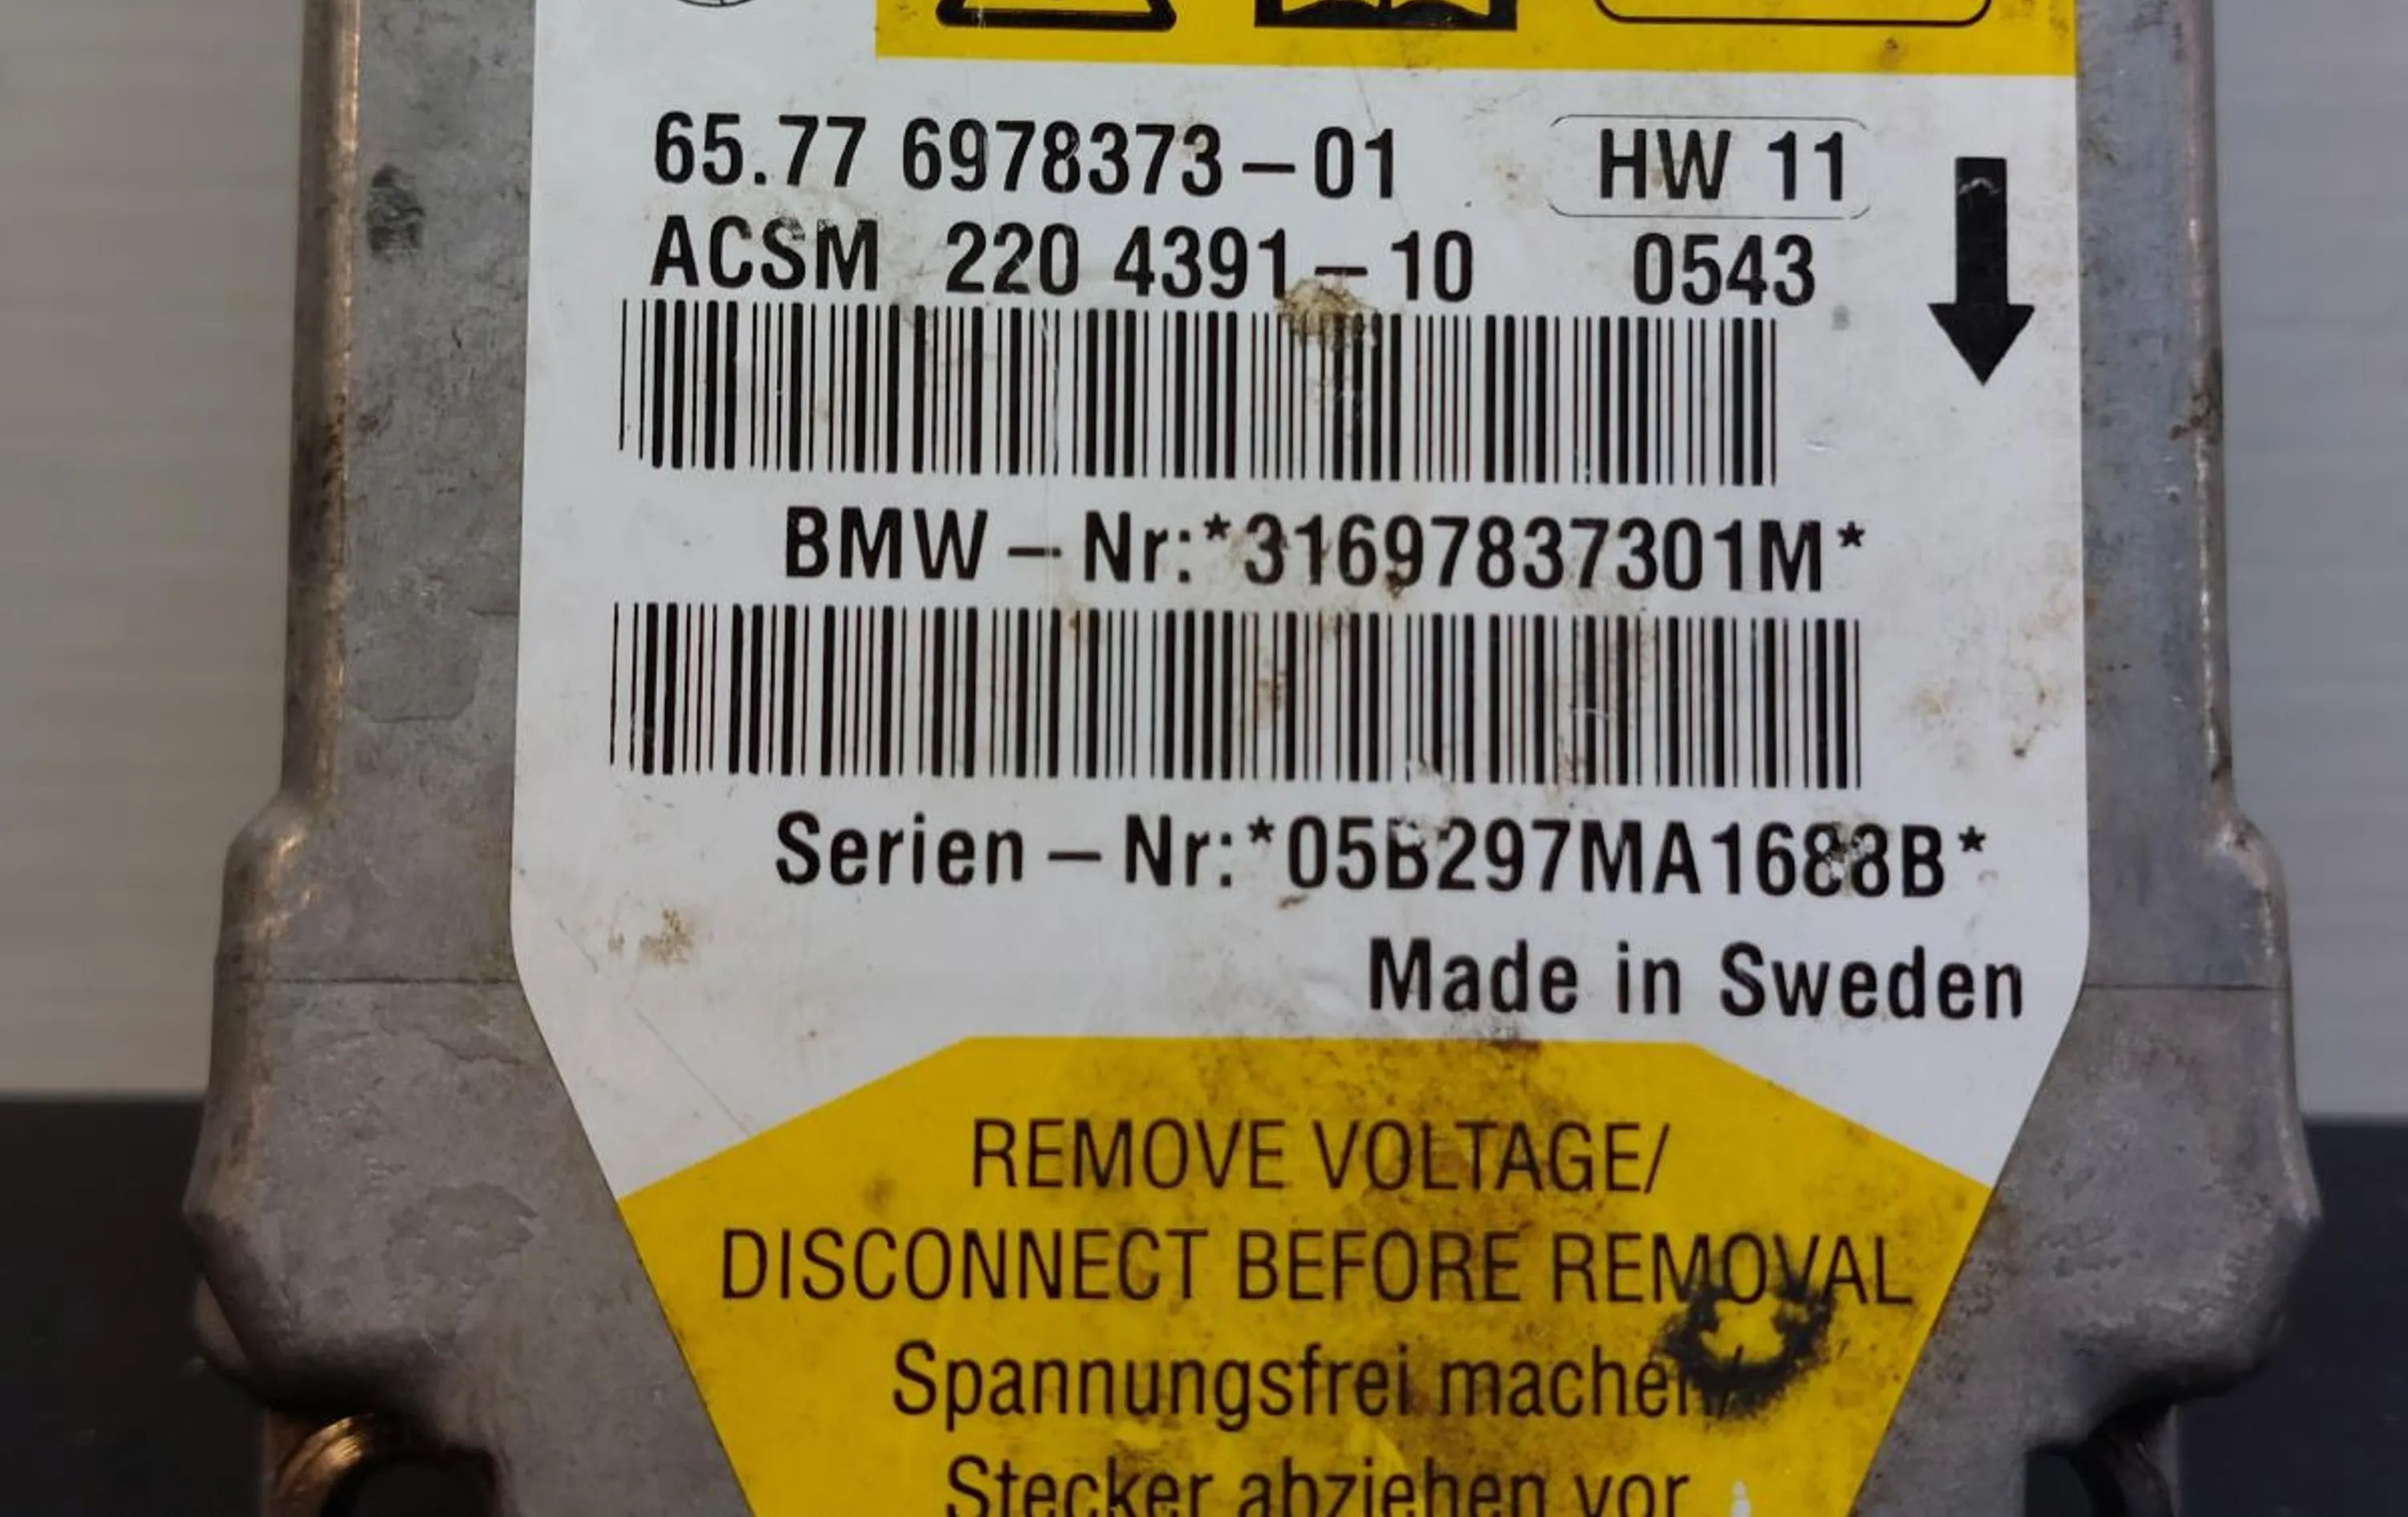 65.77 6978373-01 HW 11
ACSM 220 4391-10 0543
BMW-Nr:*31697837301M*
Serien-Nr:*05B297MA1688B*
Made in Sweden
REMOVE VOLTAGE/
DISCONNECT BEFORE REMOVAL
Spannungsfrei machen/
Stecker abziehen vor